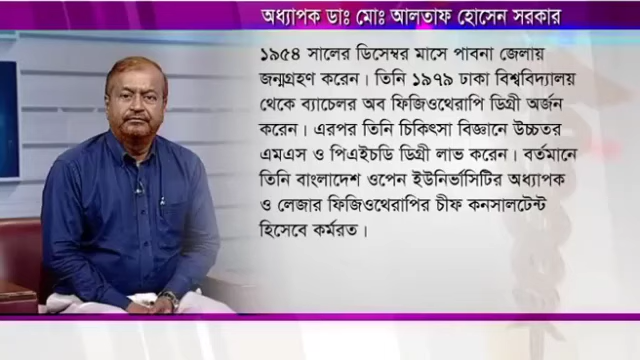 অধ্যাপক ডাঃ মোঃ আলতাফ হোসেন সরকার
১৯৫৪ সালের ডিসেম্বর মাসে পাবনা জেলায়
জন্মগ্রহণ করেন। তিনি ১৯৭৯ ঢাকা বিশ্ববিদ্যালয়
থেকে ব্যাচেলর অব ফিজিওথেরাপি ডিগ্রী অর্জন
করেন। এরপর তিনি চিকিৎসা বিজ্ঞানে উচ্চতর
এমএস ও পিএইচডি ডিগ্রী লাভ করেন। বর্তমানে
তিনি বাংলাদেশ ওপেন ইউনির্ভাসিটির অধ্যাপক
ও লেজার ফিজিওথেরাপির চীফ কনসালটেন্ট
হিসেবে কর্মরত।